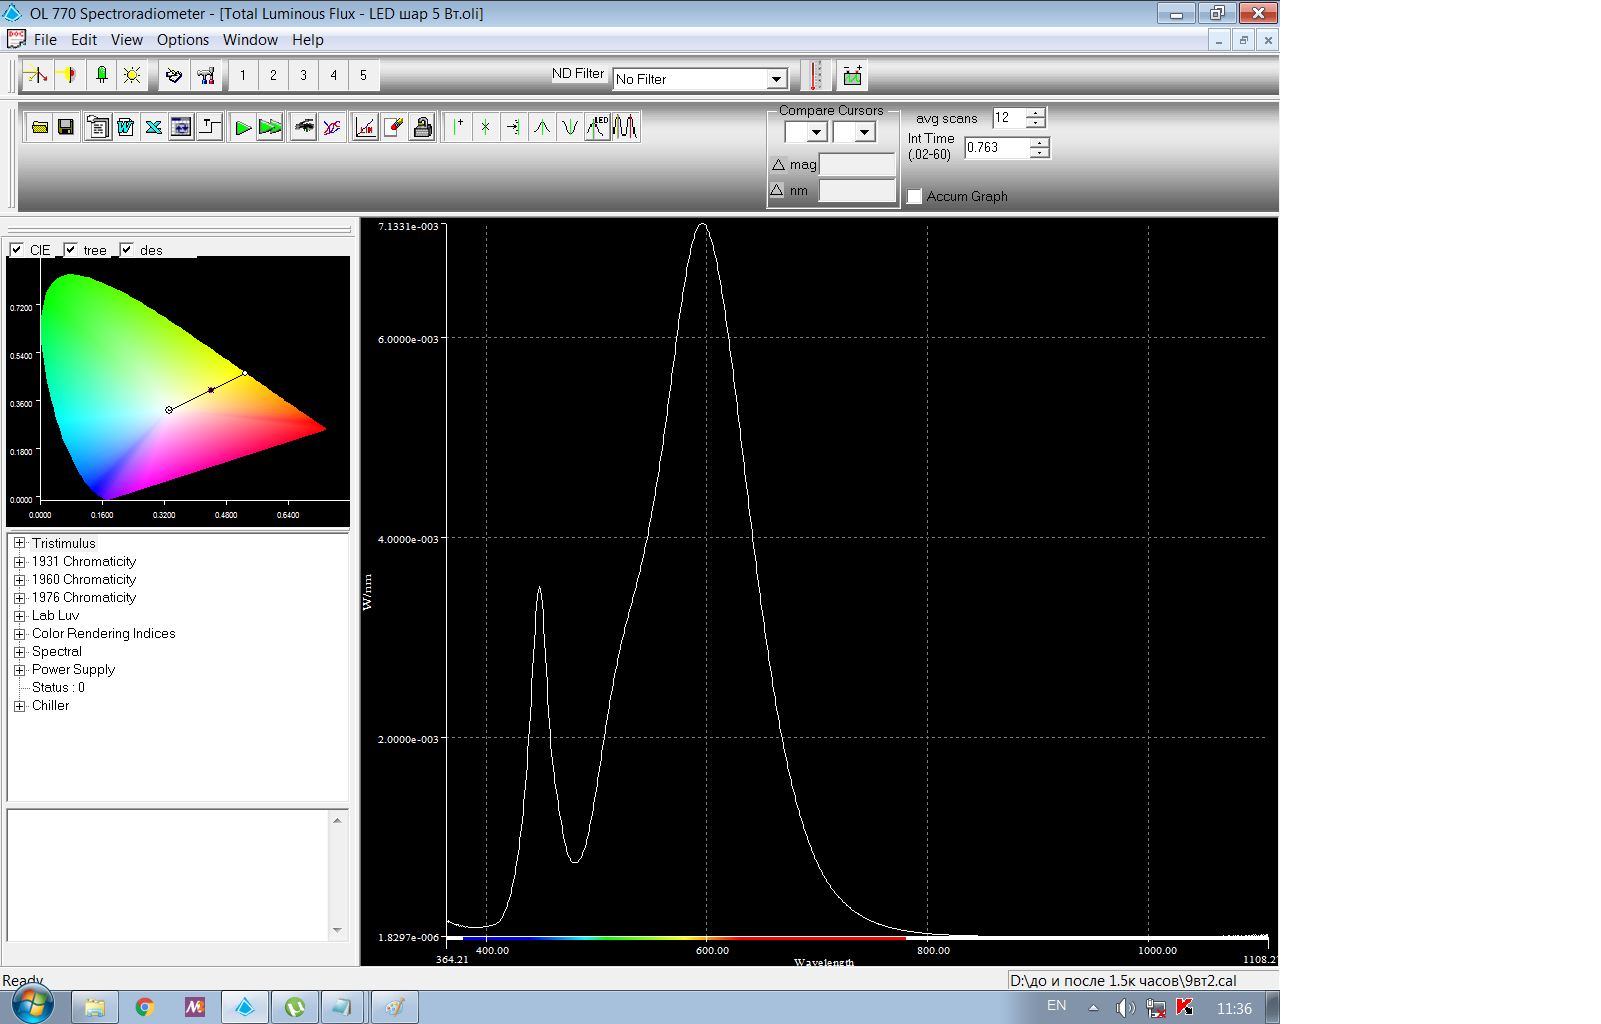 OL 770 Spectroradiometer - [Total Luminous Flux - LED шар 5 Вт.oli]
File Edit View Options Window Help
1 2 3 4 5 ND Filter No Filter
Compare Cursors
avg scans 12
Int Time
(.02-60) 0.763
mag
nm
Accum Graph
CIE tree des
0.7200
0.5400
0.3600
0.1800
0.0000
0.0000 0.1600 0.3200 0.4800 0.6400
Tristimulus
1931 Chromaticity
1960 Chromaticity
1976 Chromaticity
Lab Luv
Color Rendering Indices
Spectral
Power Supply
Status : 0
Chiller
7.1331e-003
6.0000e-003
4.0000e-003
W/nm
2.0000e-003
1.8297e-006
400.00 600.00 800.00 1000.00
364.21 Wavelength 1108.2
Ready D:\до и после 1.5к часов\9вт2.cal
EN 11:36